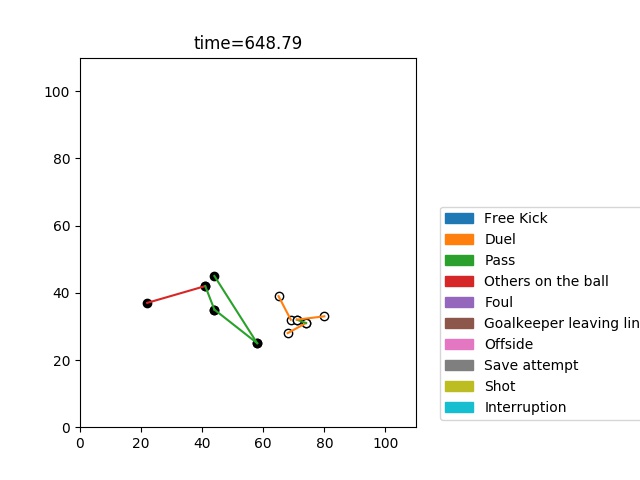 time=648.79
100
80
60
40
20
0
0 20 40 60 80 100
Free Kick
Duel
Pass
Others on the ball
Foul
Goalkeeper leaving lin
Offside
Save attempt
Shot
Interruption